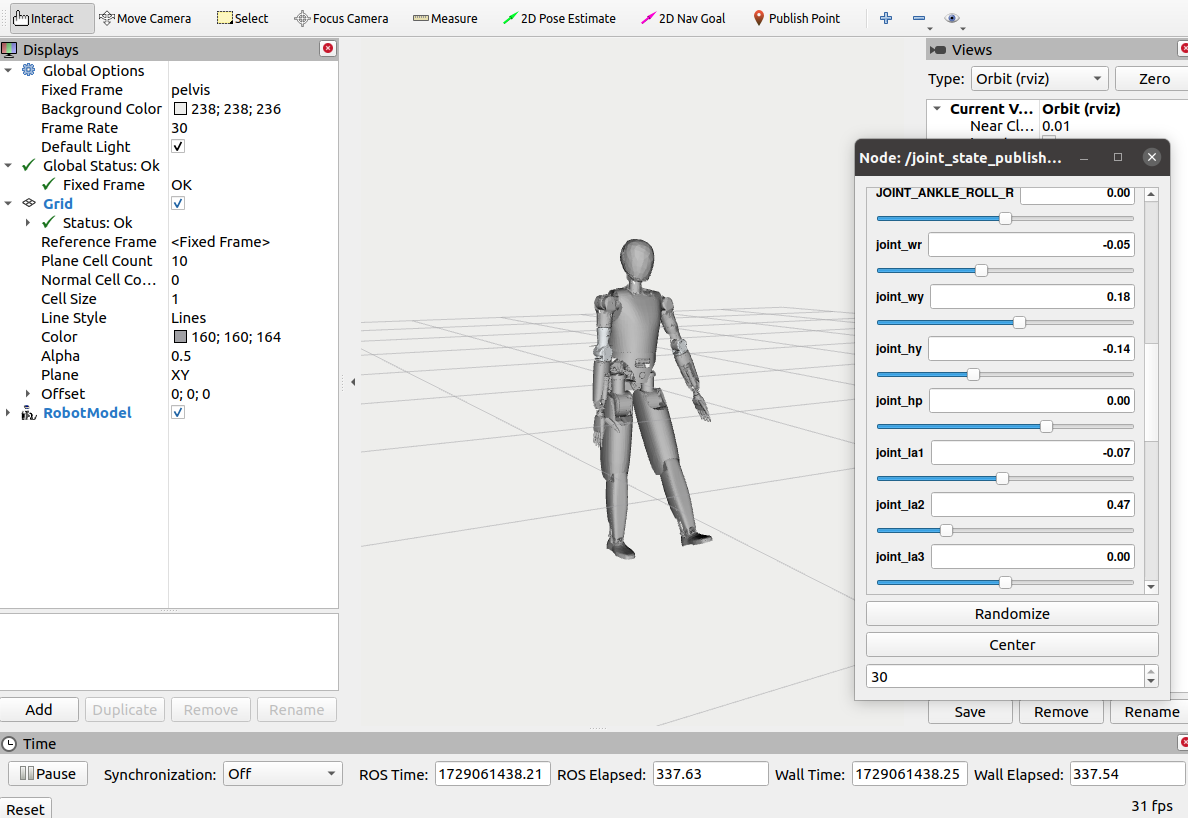 Interact Move Camera Select Focus Camera Measure 2D Pose Estimate 2D Nav Goal Publish Point
Displays
Global Options
Fixed Frame pelvis
Background Color 238; 238; 236
Frame Rate 30
Default Light
Global Status: Ok
Fixed Frame OK
Grid
Status: Ok
Reference Frame <Fixed Frame>
Plane Cell Count 10
Normal Cell Co... 0
Cell Size 1
Line Style Lines
Color 160; 160; 164
Alpha 0.5
Plane XY
Offset 0; 0; 0
RobotModel
Add Duplicate Remove Rename
Views
Type: Orbit (rviz) Zero
Current V... Orbit (rviz)
Near Cl... 0.01
Node: /joint_state_publish...
JOINT_ANKLE_ROLL_R 0.00
joint_wr -0.05
joint_wy 0.18
joint_hy -0.14
joint_hp 0.00
joint_la1 -0.07
joint_la2 0.47
joint_la3 0.00
Randomize
Center
30
Save Remove Rename
Time
Pause Synchronization: Off ROS Time: 1729061438.21 ROS Elapsed: 337.63 Wall Time: 1729061438.25 Wall Elapsed: 337.54
Reset 31 fps